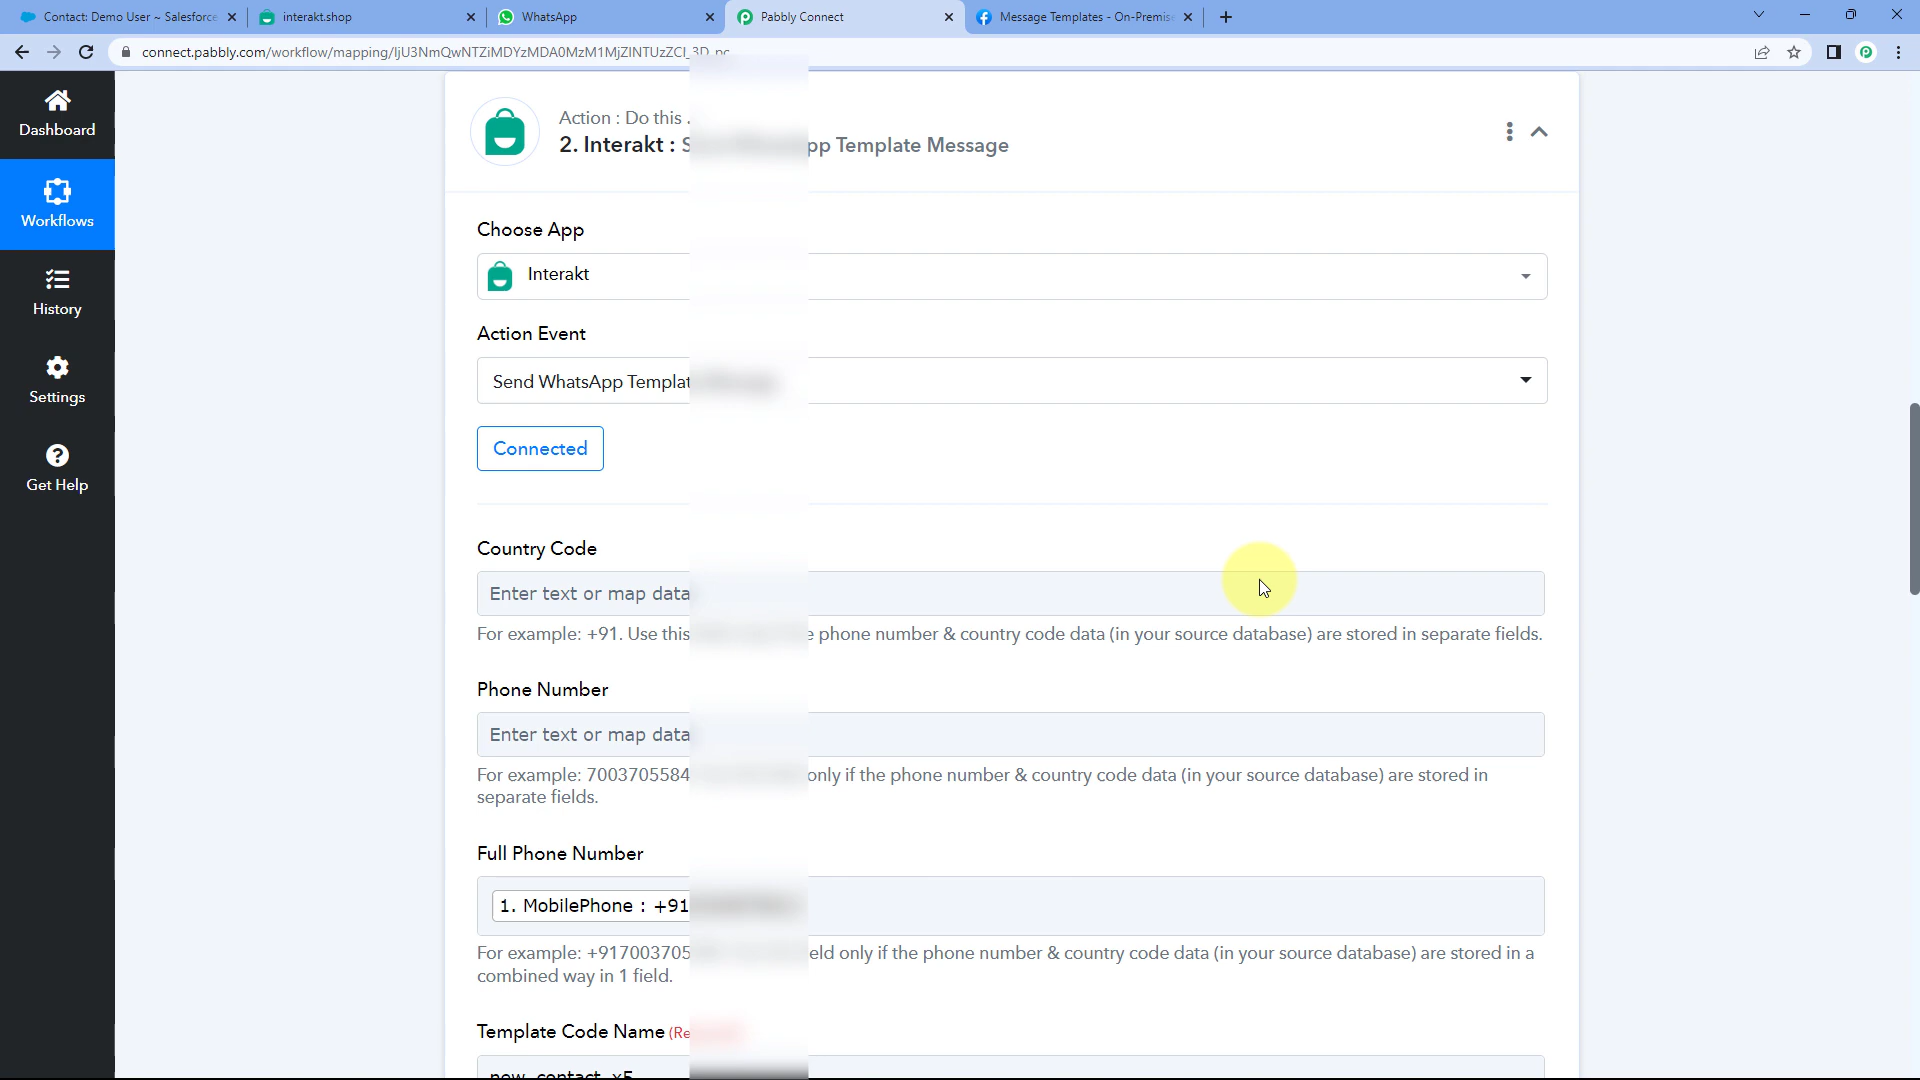 Contact: Demo User ~ Salesforce
interakt.shop
WhatsApp
Pabbly Connect
Message Templates - On-Premis
connect.pabbly.com/workflow/mapping/
Dashboard
Workflows
History
Settings
Get Help
Action : Do this .
2. Interakt : Template Message
Choose App
Interakt
Action Event
Send WhatsApp
Connected
Country Code
Enter text or map data
For example: +91. Use this phone number & country code data (in your source database) are stored in separate fields.
Phone Number
Enter text or map data
For example: 7003705584 only if the phone number & country code data (in your source database) are stored in
separate fields.
Full Phone Number
1. MobilePhone : +91
For example: only if the phone number & country code data (in your source database) are stored in a
combined way in 1 field.
Template Code Name